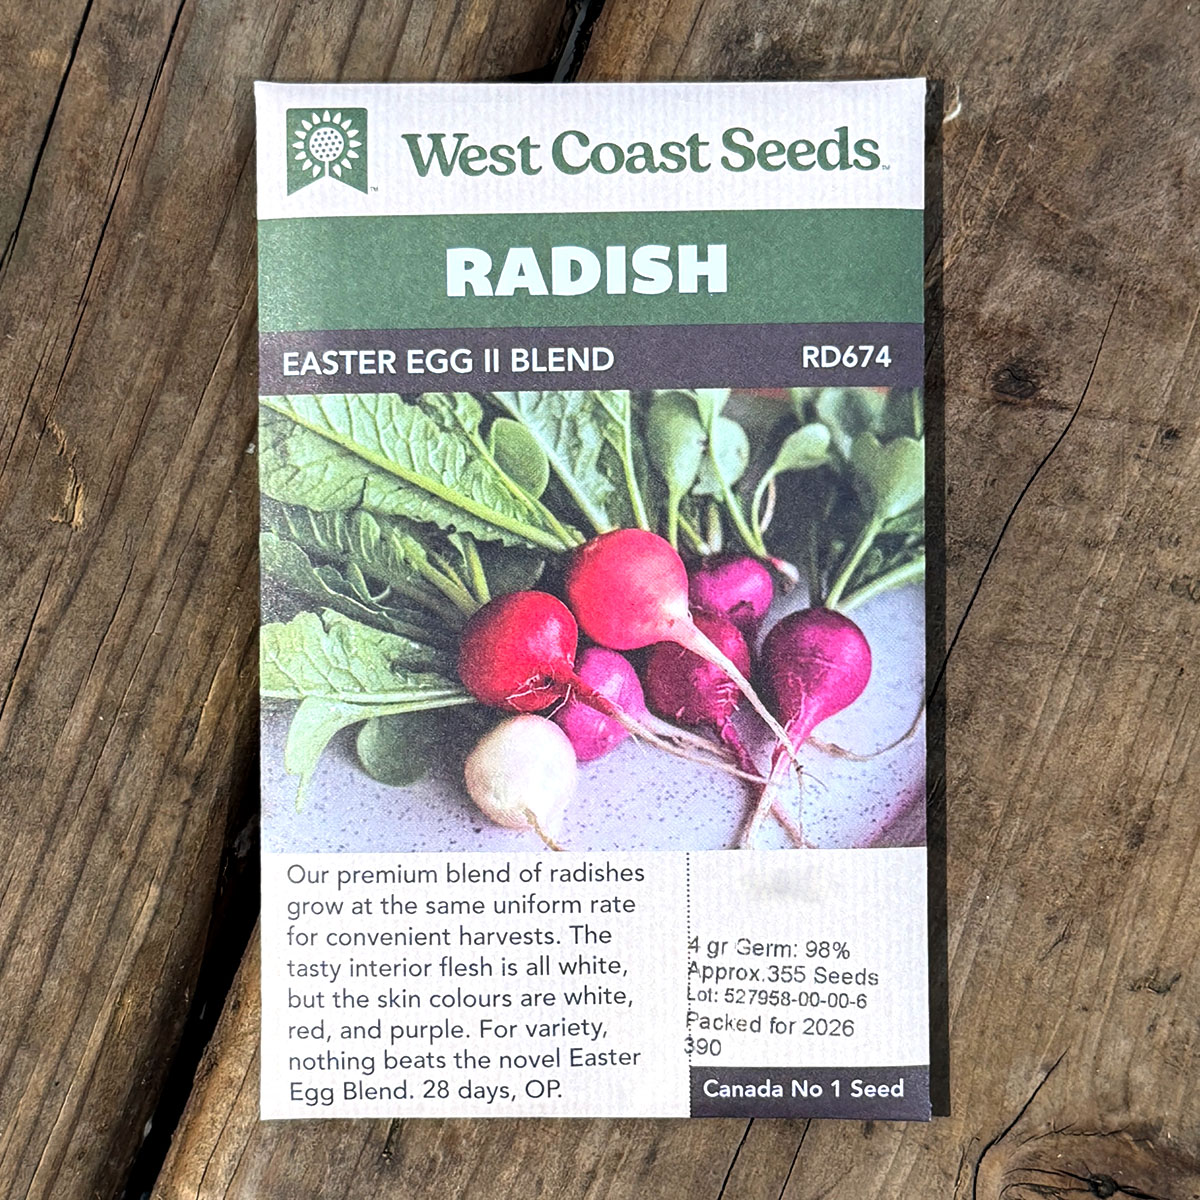 West Coast Seeds™
RADISH
EASTER EGG II BLEND RD674
Our premium blend of radishes
grow at the same uniform rate
for convenient harvests. The
tasty interior flesh is all white,
but the skin colours are white,
red, and purple. For variety,
nothing beats the novel Easter
Egg Blend. 28 days, OP.
4 gr Germ: 98%
Approx.355 Seeds
Lot: 527958-00-00-6
Packed for 2026
390
Canada No 1 Seed